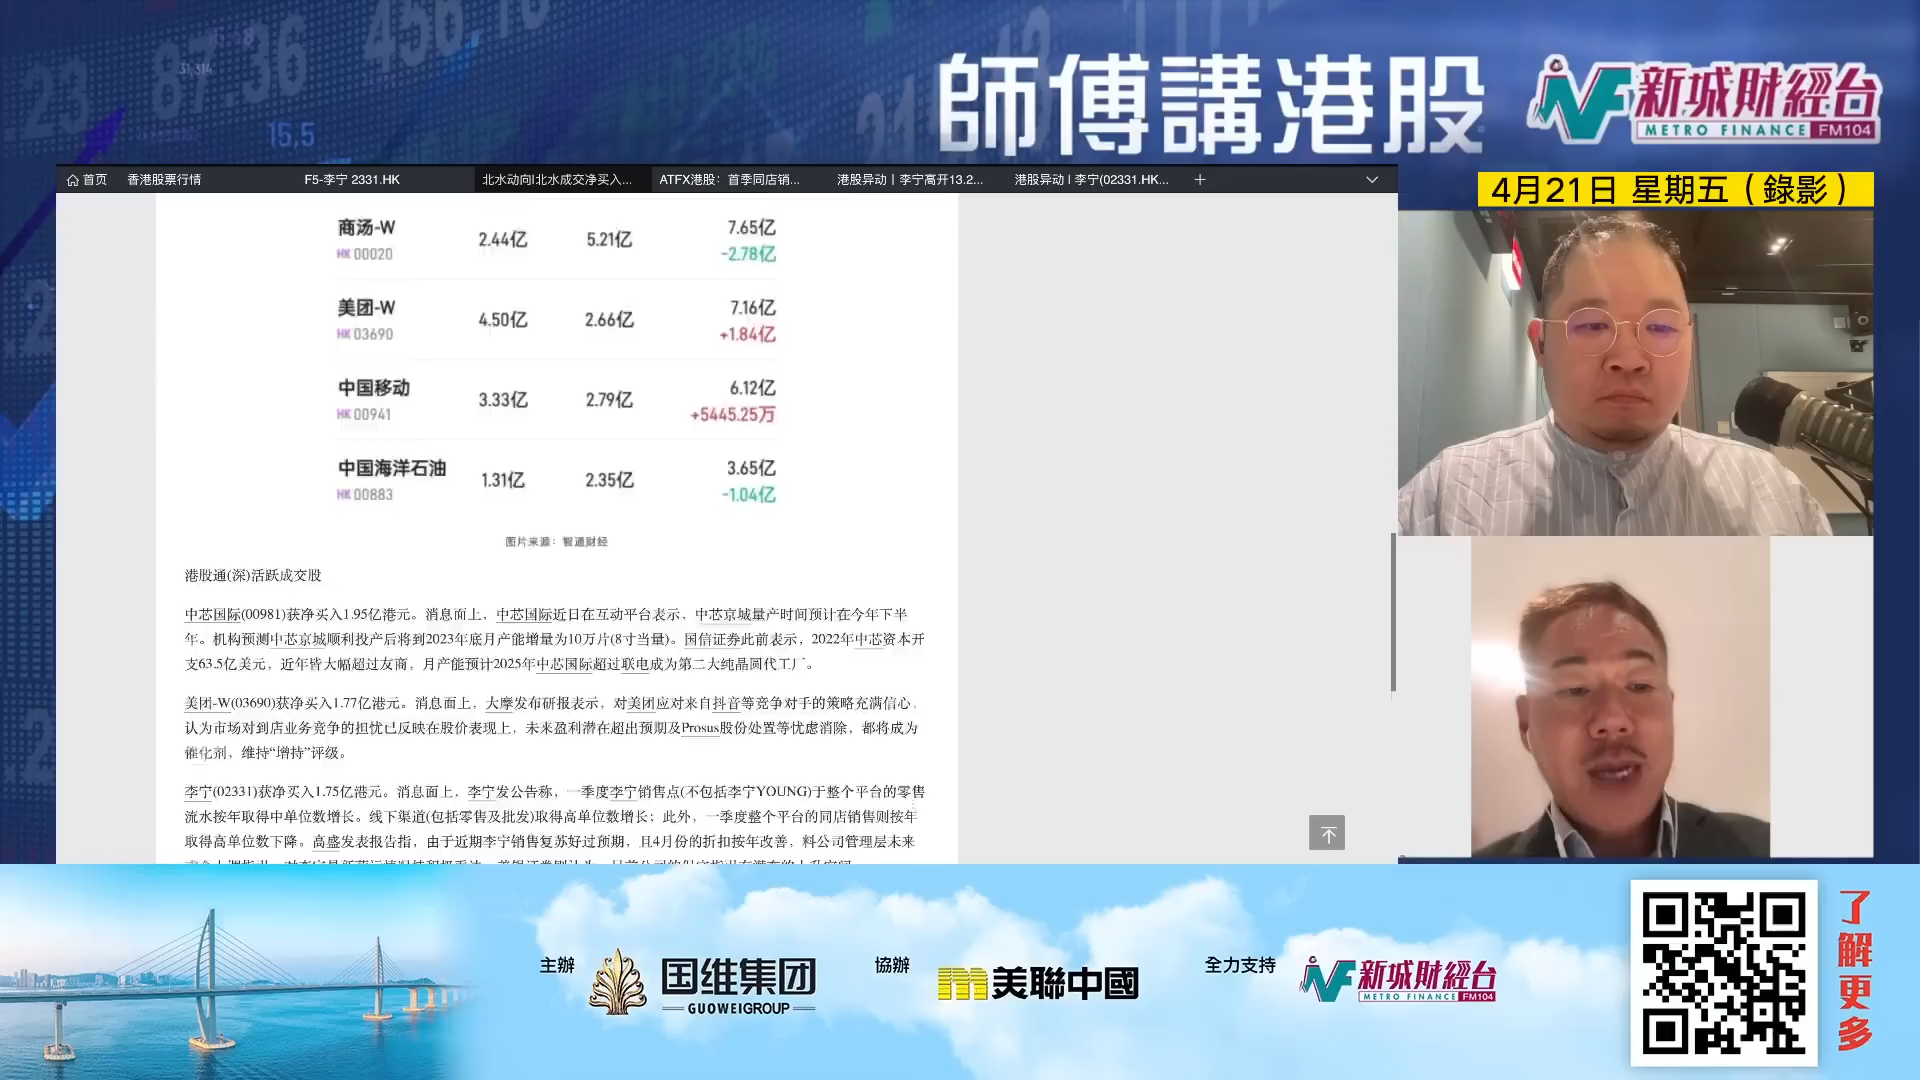 師傅講港股
新城財經台
METRO FINANCE FM104
4月21日 星期五（錄影）
首页
香港股票行情
F5-李宁 2331.HK
北水动向|北水成交净买入...
ATFX港股：首季同店销...
港股异动丨李宁高开13.2...
港股异动 | 李宁(02331.HK...
商汤-W 2.44亿 5.21亿 7.65亿
HK 00020 -2.78亿
美团-W 4.50亿 2.66亿 7.16亿
HK 03690 +1.84亿
中国移动 3.33亿 2.79亿 6.12亿
HK 00941 +5445.25万
中国海洋石油 1.31亿 2.35亿 3.65亿
HK 00883 -1.04亿
图片来源：智通财经
港股通(深)活跃成交股
中芯国际(00981)获净买入1.95亿港元。消息面上，中芯国际近日在互动平台表示，中芯京城量产时间预计在今年下半
年。机构预测中芯京城顺利投产后将到2023年底月产能增量为10万片(8寸当量)。国信证券此前表示，2022年中芯资本开
支63.5亿美元，近年皆大幅超过友商，月产能预计2025年中芯国际超过联电成为第二大纯晶圆代工厂。
美团-W(03690)获净买入1.77亿港元。消息面上，大摩发布研报表示，对美团应对来自抖音等竞争对手的策略充满信心，
认为市场对到店业务竞争的担忧已反映在股价表现上，未来盈利潜在超出预期及Prosus股份处置等忧虑消除，都将成为
催化剂，维持“增持”评级。
李宁(02331)获净买入1.75亿港元。消息面上，李宁发公告称，一季度李宁销售点(不包括李宁YOUNG)于整个平台的零售
流水按年取得中单位数增长。线下渠道(包括零售及批发)取得高单位数增长；此外，一季度整个平台的同店销售则按年
取得高单位数下降。高盛发表报告指，由于近期李宁销售复苏好过预期，且4月份的折扣按年改善，料公司管理层未来
主辦
国维集团
GUOWEIGROUP
協辦
美聯中國
全力支持
新城財經台
METRO FINANCE FM104
了解更多